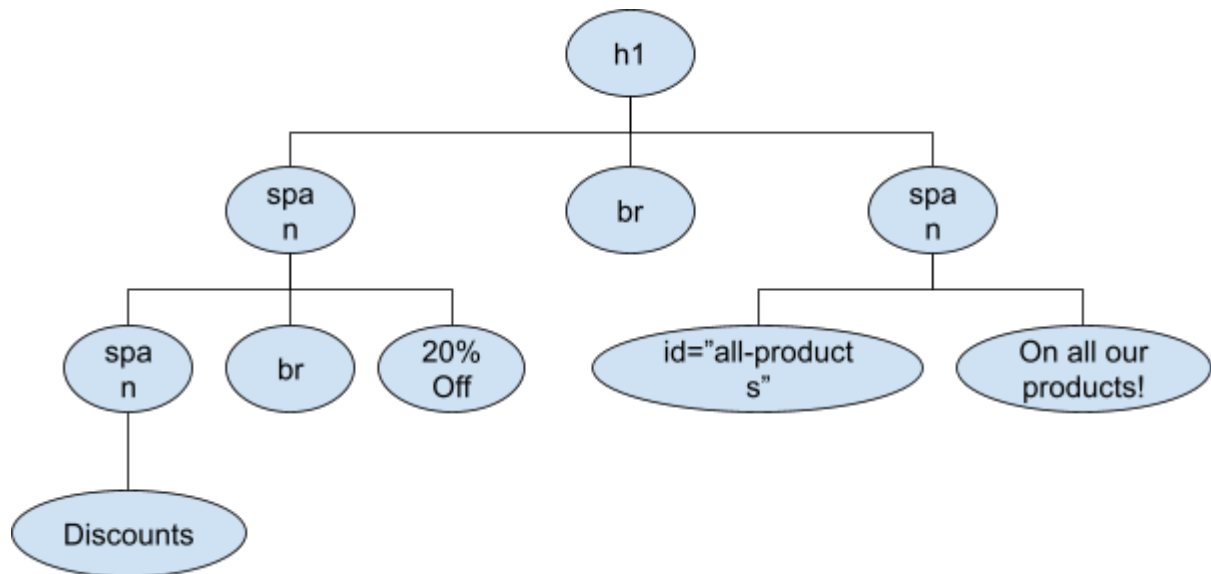 h1
spa
n
br
spa
n
spa
n
br
20%
Off
id=”all-product
s”
On all our
products!
Discounts